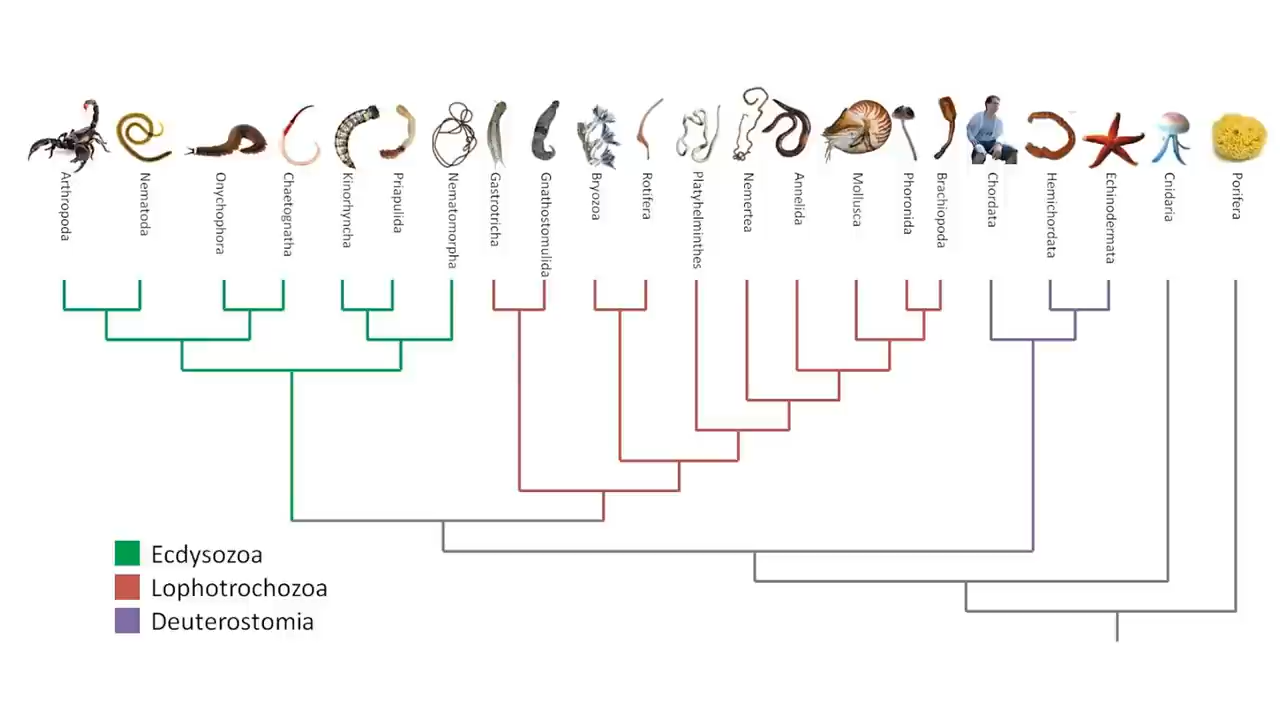 Arthropoda
Nematoda
Onychophora
Chaetognatha
Kinorhyncha
Priapulida
Nematomorpha
Gastrotricha
Gnathostomulida
Bryozoa
Rotifera
Platyhelminthes
Nemertea
Annelida
Mollusca
Phoronida
Brachiopoda
Chordata
Hemichordata
Echinodermata
Cnidaria
Porifera
Ecdysozoa
Lophotrochozoa
Deuterostomia